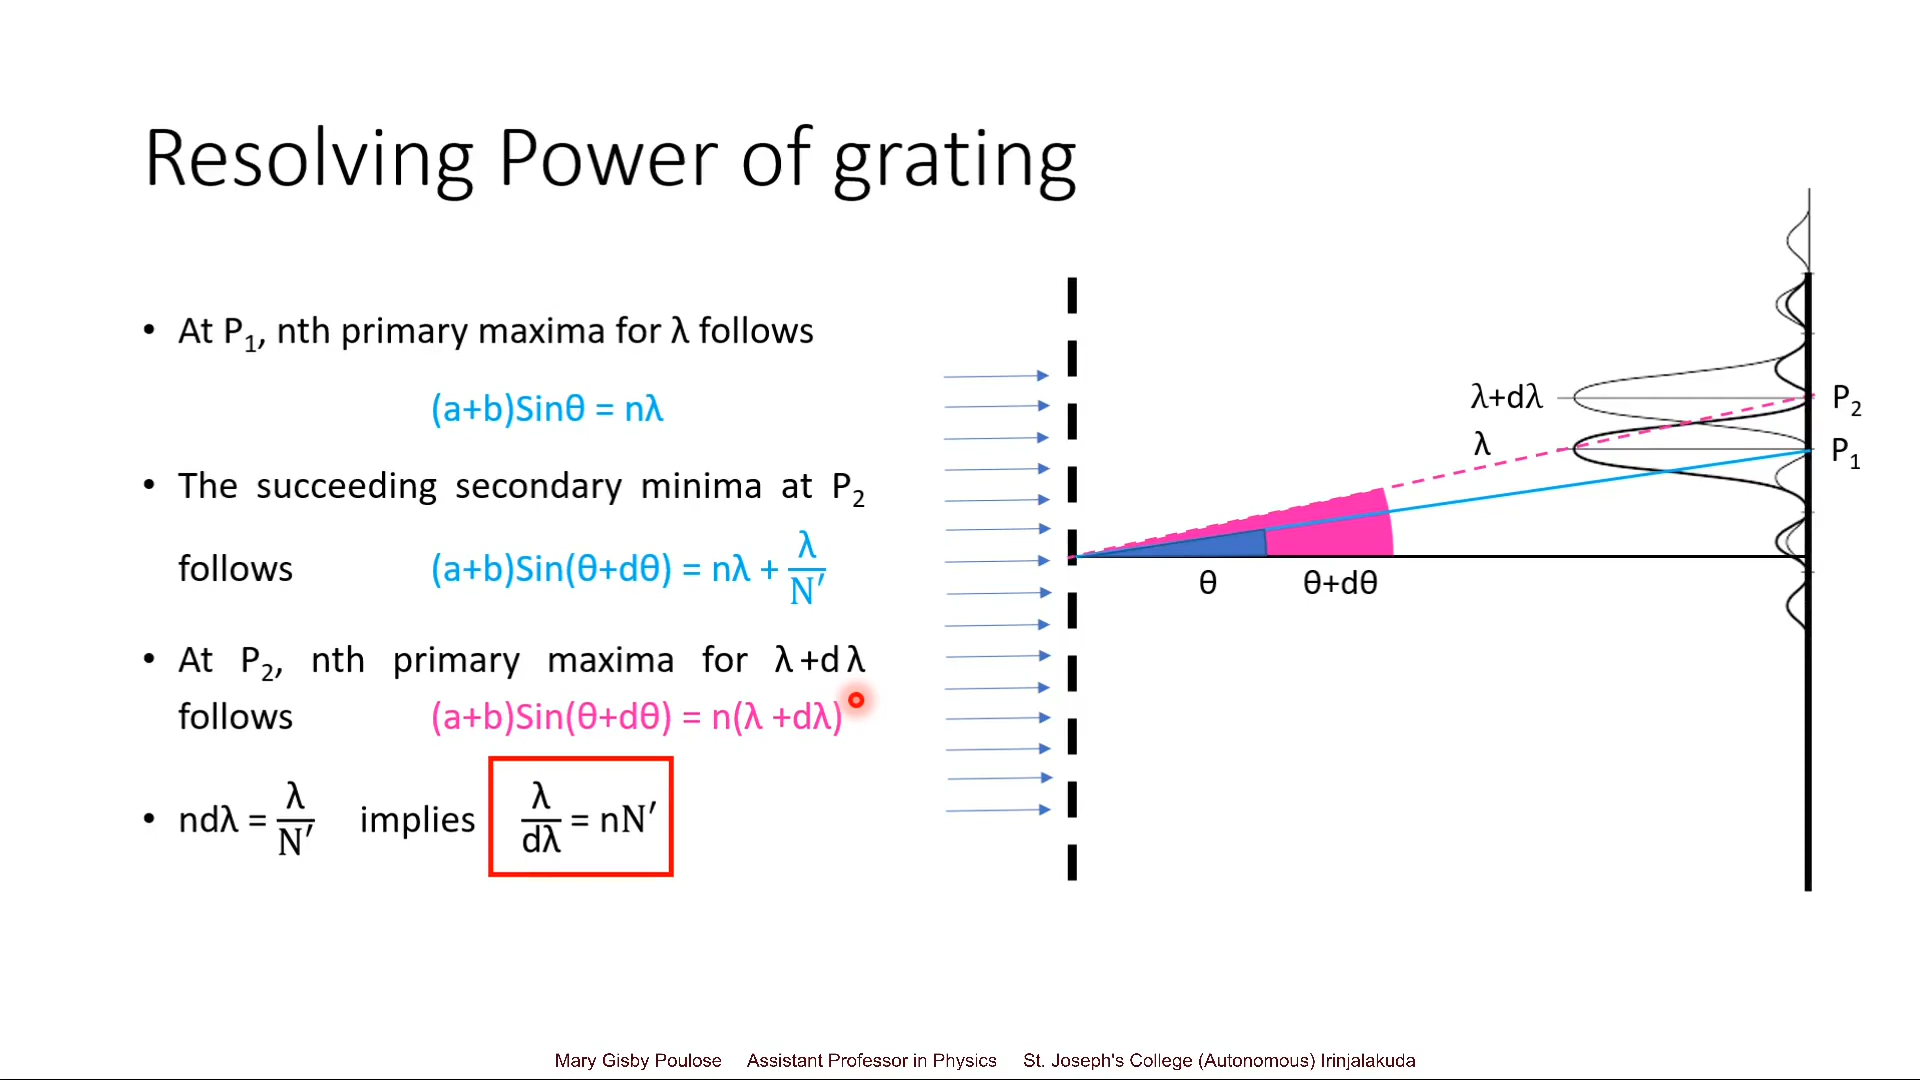 Resolving Power of grating
• At P₁, nth primary maxima for λ follows
(a+b)Sinθ = nλ
• The succeeding secondary minima at P₂
follows (a+b)Sin(θ+dθ) = nλ + λ/N′
• At P₂, nth primary maxima for λ+dλ
follows (a+b)Sin(θ+dθ) = n(λ +dλ)
• ndλ = λ/N′ implies λ/dλ = nN′
λ+dλ P₂
λ P₁
θ θ+dθ
Mary Gisby Poulose Assistant Professor in Physics St. Joseph's College (Autonomous) Irinjalakuda